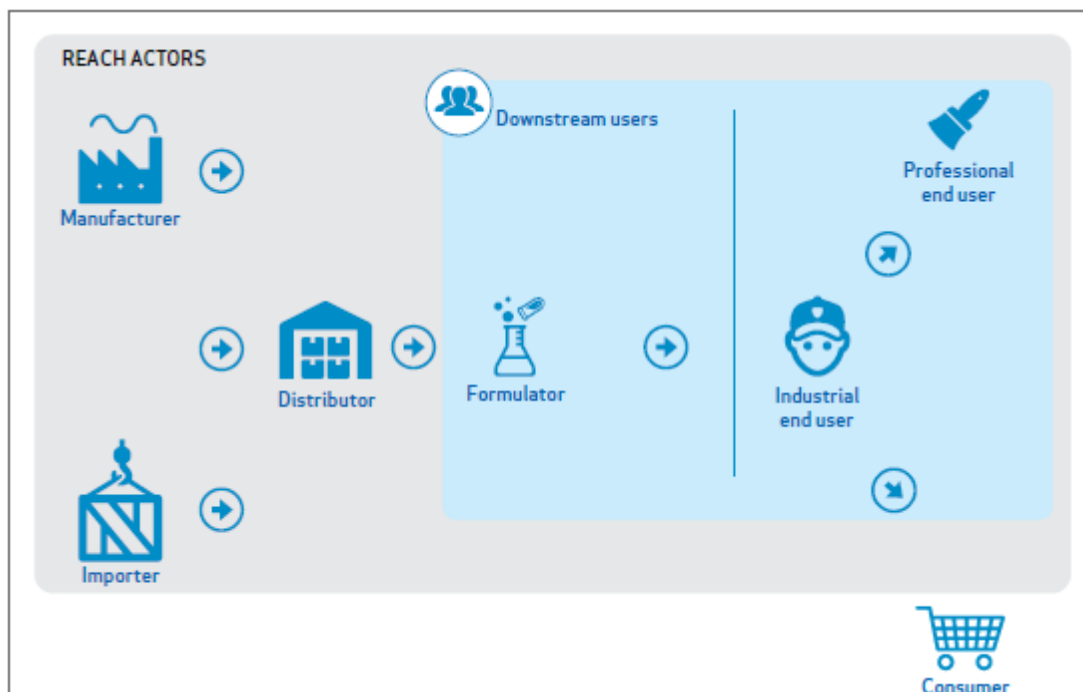 REACH ACTORS
Downstream users
Manufacturer
Professional
end user
Distributor
Formulator
Industrial
end user
Importer
Consumer